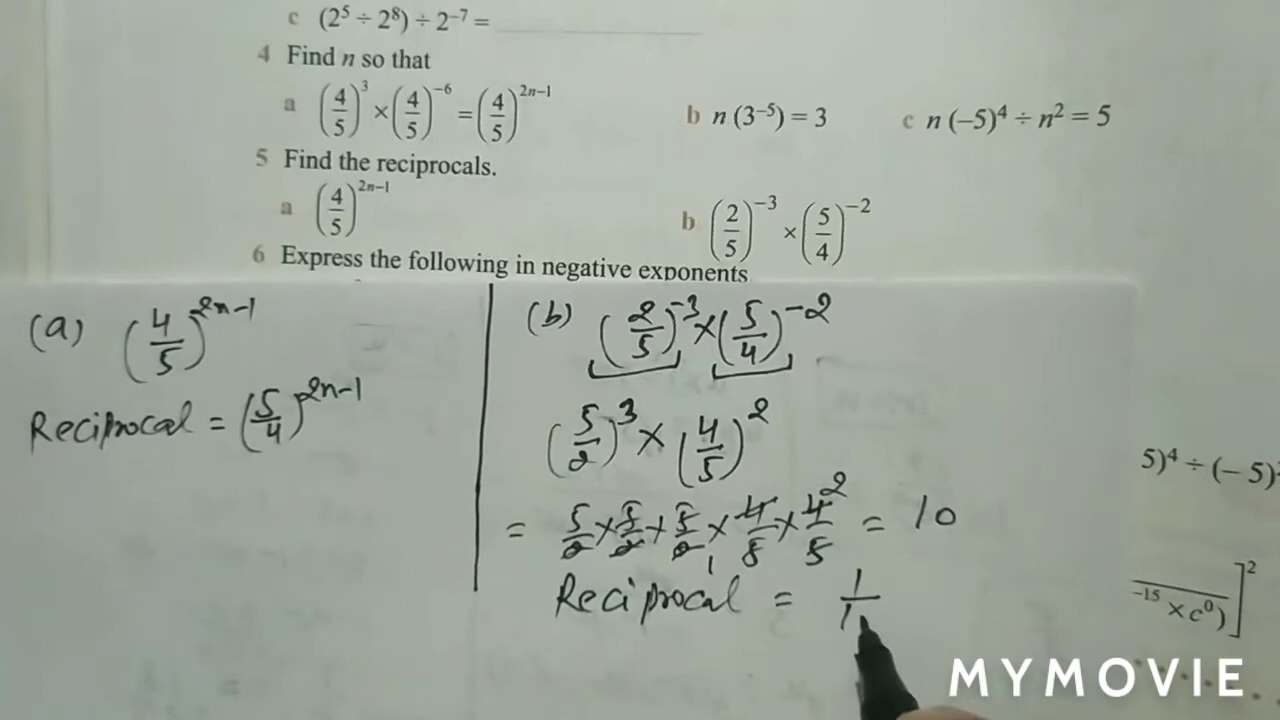 c (2⁵ ÷ 2⁸) ÷ 2⁻⁷ = ____________
4 Find n so that
a (4/5)³ × (4/5)⁻⁶ = (4/5)²ⁿ⁻¹ b n (3⁻⁵) = 3 c n (−5)⁴ ÷ n² = 5
5 Find the reciprocals.
a (4/5)²ⁿ⁻¹ b (2/5)⁻³ × (5/4)⁻²
6 Express the following in negative exponents
(a) (4/5)²ⁿ⁻¹
Reciprocal = (5/4)²ⁿ⁻¹
(b) (2/5)⁻³ × (5/4)⁻²
(5/2)³ × (4/5)²
= 5/2 × 5/2 × 5/2 × 4/5 × 4/5 = 10
Reciprocal = 1/1
5)⁴ ÷ (− 5)
⁻¹⁵ × c⁰) ]²
MYMOVIE